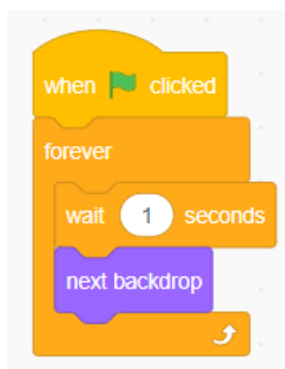 when clicked
forever
wait 1 seconds
next backdrop